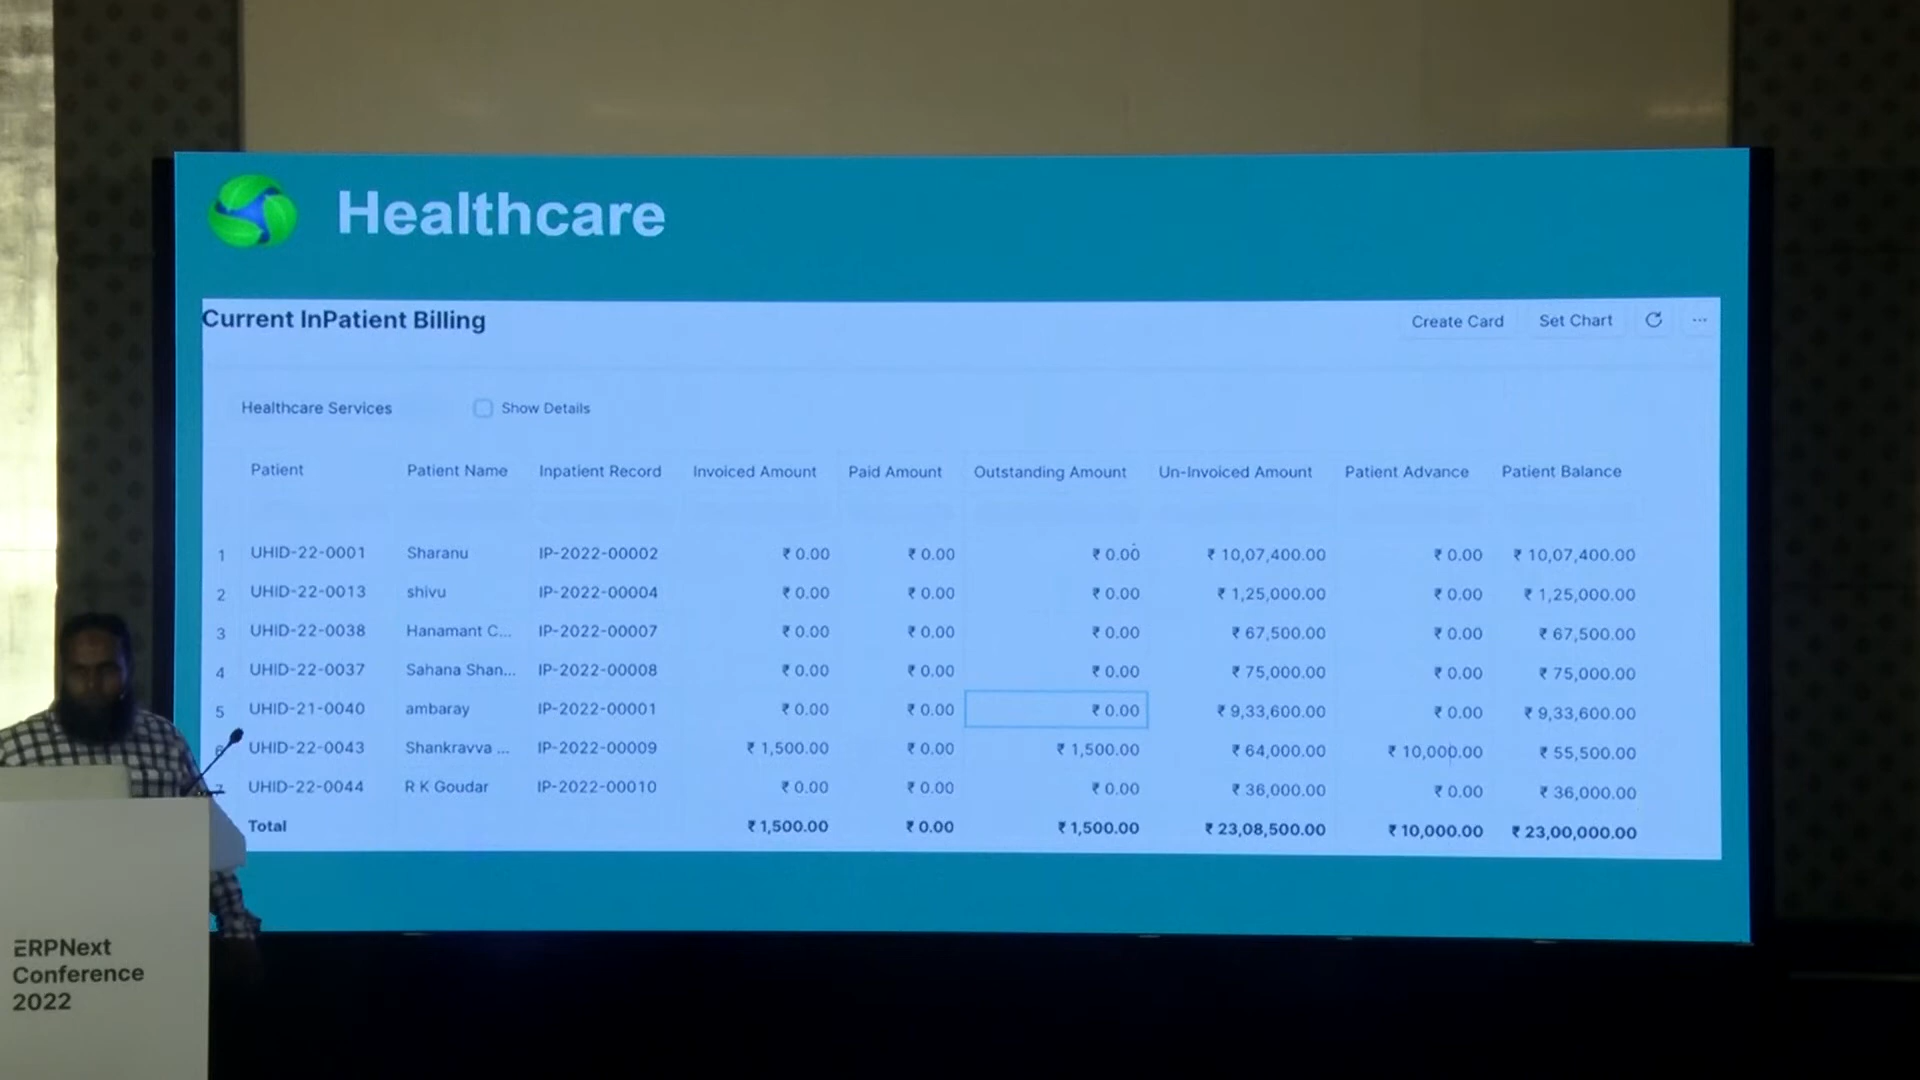 Healthcare
Current InPatient Billing
Create Card Set Chart ...
Healthcare Services Show Details
Patient Patient Name Inpatient Record Invoiced Amount Paid Amount Outstanding Amount Un-Invoiced Amount Patient Advance Patient Balance
1 UHID-22-0001 Sharanu IP-2022-00002 ₹ 0.00 ₹ 0.00 ₹ 0.00 ₹ 10,07,400.00 ₹ 0.00 ₹ 10,07,400.00
2 UHID-22-0013 shivu IP-2022-00004 ₹ 0.00 ₹ 0.00 ₹ 0.00 ₹ 1,25,000.00 ₹ 0.00 ₹ 1,25,000.00
3 UHID-22-0038 Hanamant C... IP-2022-00007 ₹ 0.00 ₹ 0.00 ₹ 0.00 ₹ 67,500.00 ₹ 0.00 ₹ 67,500.00
4 UHID-22-0037 Sahana Shan... IP-2022-00008 ₹ 0.00 ₹ 0.00 ₹ 0.00 ₹ 75,000.00 ₹ 0.00 ₹ 75,000.00
5 UHID-21-0040 ambaray IP-2022-00001 ₹ 0.00 ₹ 0.00 ₹ 0.00 ₹ 9,33,600.00 ₹ 0.00 ₹ 9,33,600.00
6 UHID-22-0043 Shankravva ... IP-2022-00009 ₹ 1,500.00 ₹ 0.00 ₹ 1,500.00 ₹ 64,000.00 ₹ 10,000.00 ₹ 55,500.00
7 UHID-22-0044 R K Goudar IP-2022-00010 ₹ 0.00 ₹ 0.00 ₹ 0.00 ₹ 36,000.00 ₹ 0.00 ₹ 36,000.00
Total ₹ 1,500.00 ₹ 0.00 ₹ 1,500.00 ₹ 23,08,500.00 ₹ 10,000.00 ₹ 23,00,000.00
ERPNext
Conference
2022